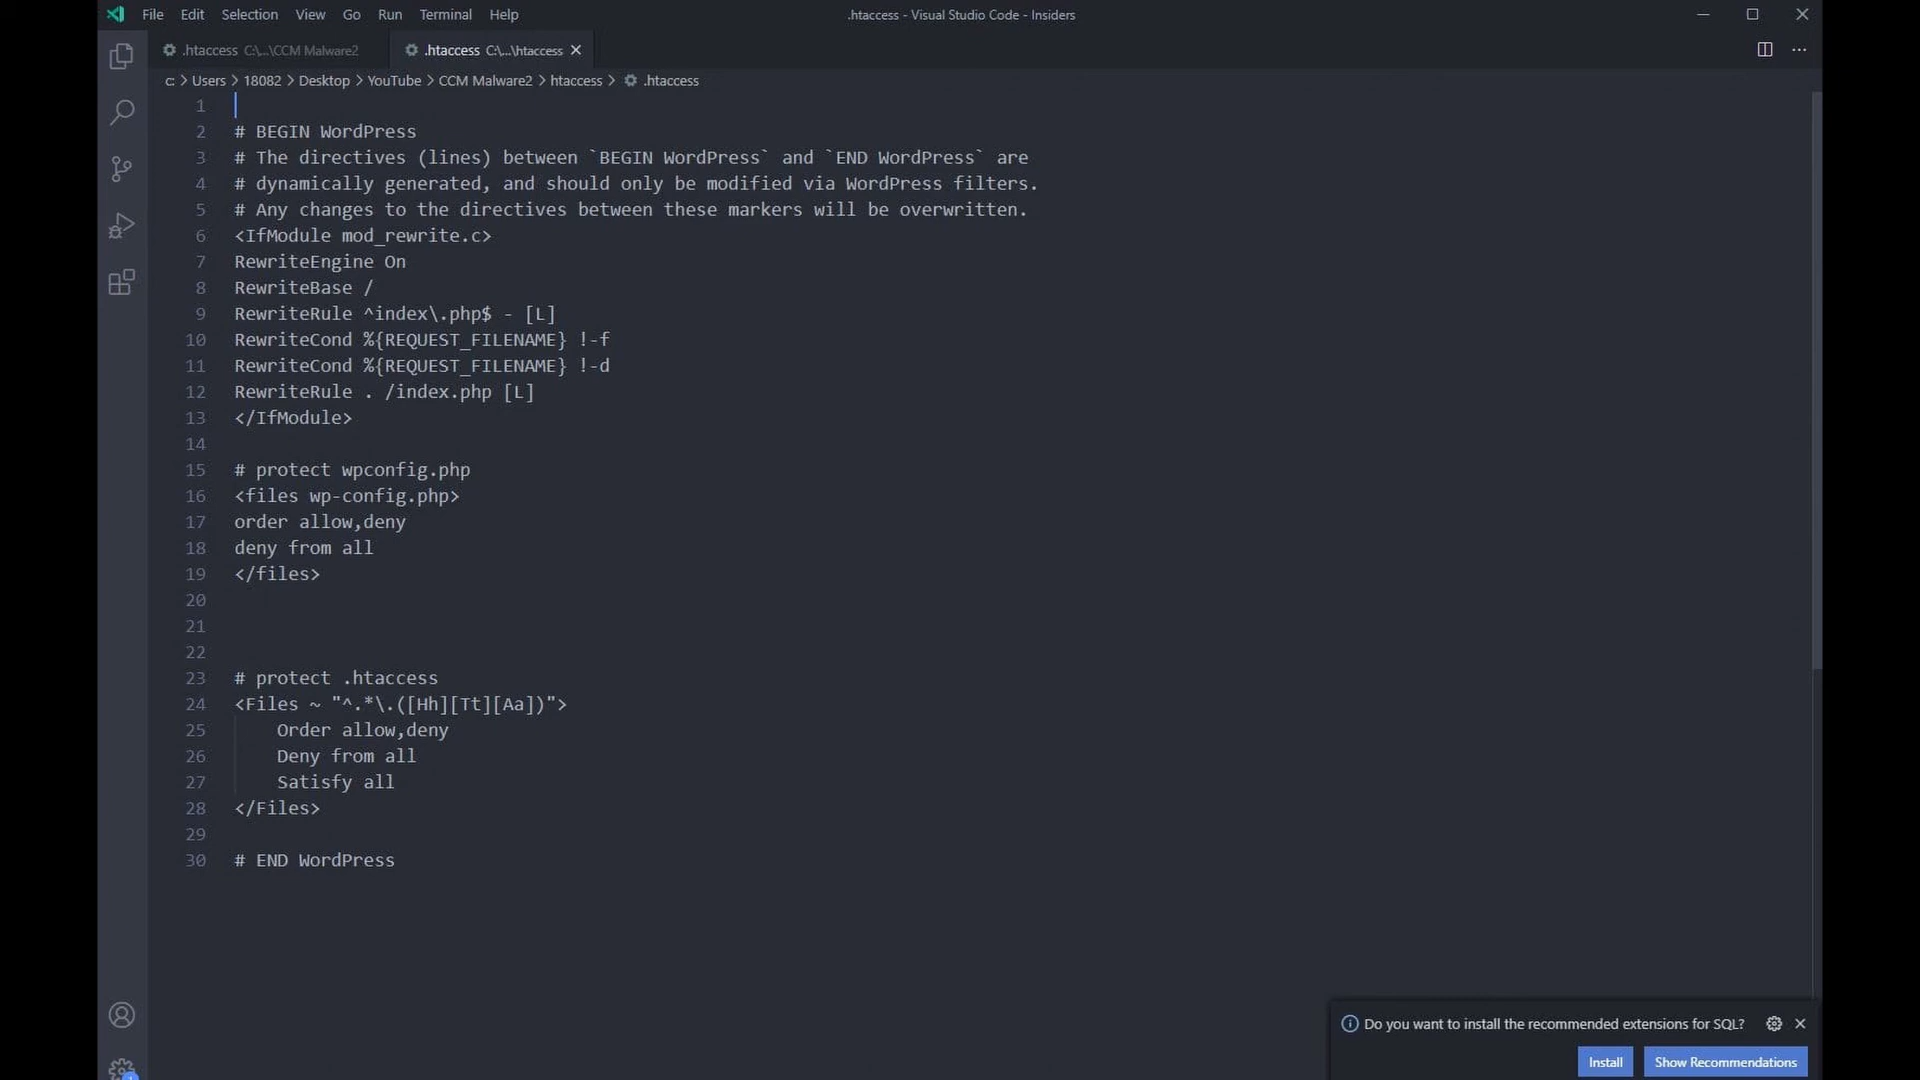 File Edit Selection View Go Run Terminal Help
.htaccess - Visual Studio Code - Insiders
.htaccess C:\...\CCM Malware2
.htaccess C:\...\htaccess
c: > Users > 18082 > Desktop > YouTube > CCM Malware2 > htaccess > .htaccess
1
2 # BEGIN WordPress
3 # The directives (lines) between `BEGIN WordPress` and `END WordPress` are
4 # dynamically generated, and should only be modified via WordPress filters.
5 # Any changes to the directives between these markers will be overwritten.
6 <IfModule mod_rewrite.c>
7 RewriteEngine On
8 RewriteBase /
9 RewriteRule ^index\.php$ - [L]
10 RewriteCond %{REQUEST_FILENAME} !-f
11 RewriteCond %{REQUEST_FILENAME} !-d
12 RewriteRule . /index.php [L]
13 </IfModule>
14
15 # protect wpconfig.php
16 <files wp-config.php>
17 order allow,deny
18 deny from all
19 </files>
20
21
22
23 # protect .htaccess
24 <Files ~ "^.*\.([Hh][Tt][Aa])">
25 Order allow,deny
26 Deny from all
27 Satisfy all
28 </Files>
29
30 # END WordPress
Do you want to install the recommended extensions for SQL?
Install
Show Recommendations